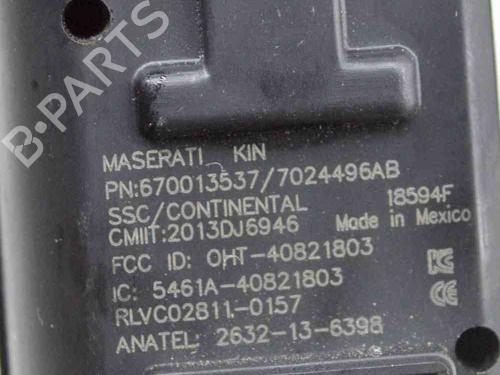 B-PARTS
MASERATI KIN
PN:670013537/7024496AB
SSC/CONTINENTAL 18594F
CMIIT:2013DJ6946 Made in Mexico
FCC ID: OHT-40821803
IC: 5461A-40821803
RLVC02811-0157
ANATEL: 2632-13-6398